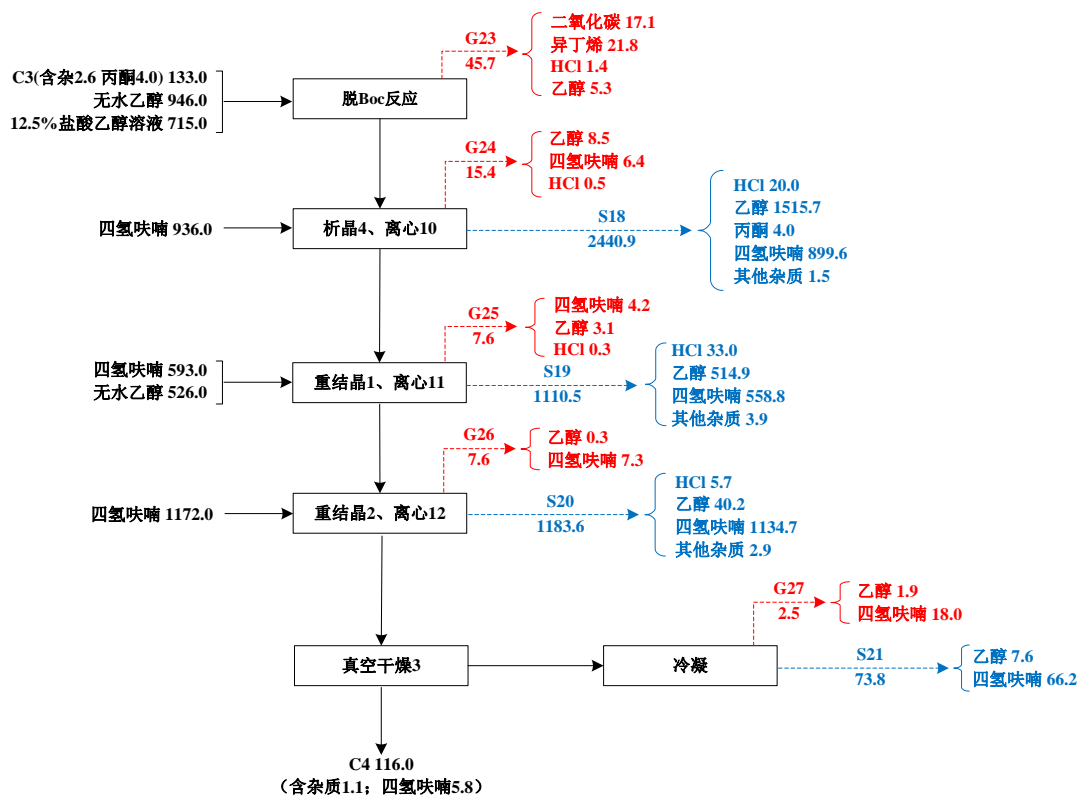 G23
45.7
二氧化碳 17.1
异丁烯 21.8
HCl 1.4
乙醇 5.3
C3(含杂2.6 丙酮4.0) 133.0
无水乙醇 946.0
12.5%盐酸乙醇溶液 715.0
脱Boc反应
G24
15.4
乙醇 8.5
四氢呋喃 6.4
HCl 0.5
四氢呋喃 936.0
析晶4、离心10
S18
2440.9
HCl 20.0
乙醇 1515.7
丙酮 4.0
四氢呋喃 899.6
其他杂质 1.5
G25
7.6
四氢呋喃 4.2
乙醇 3.1
HCl 0.3
四氢呋喃 593.0
无水乙醇 526.0
重结晶1、离心11
S19
1110.5
HCl 33.0
乙醇 514.9
四氢呋喃 558.8
其他杂质 3.9
G26
7.6
乙醇 0.3
四氢呋喃 7.3
四氢呋喃 1172.0
重结晶2、离心12
S20
1183.6
HCl 5.7
乙醇 40.2
四氢呋喃 1134.7
其他杂质 2.9
G27
2.5
乙醇 1.9
四氢呋喃 18.0
真空干燥3
冷凝
S21
73.8
乙醇 7.6
四氢呋喃 66.2
C4 116.0
（含杂质1.1；四氢呋喃5.8）